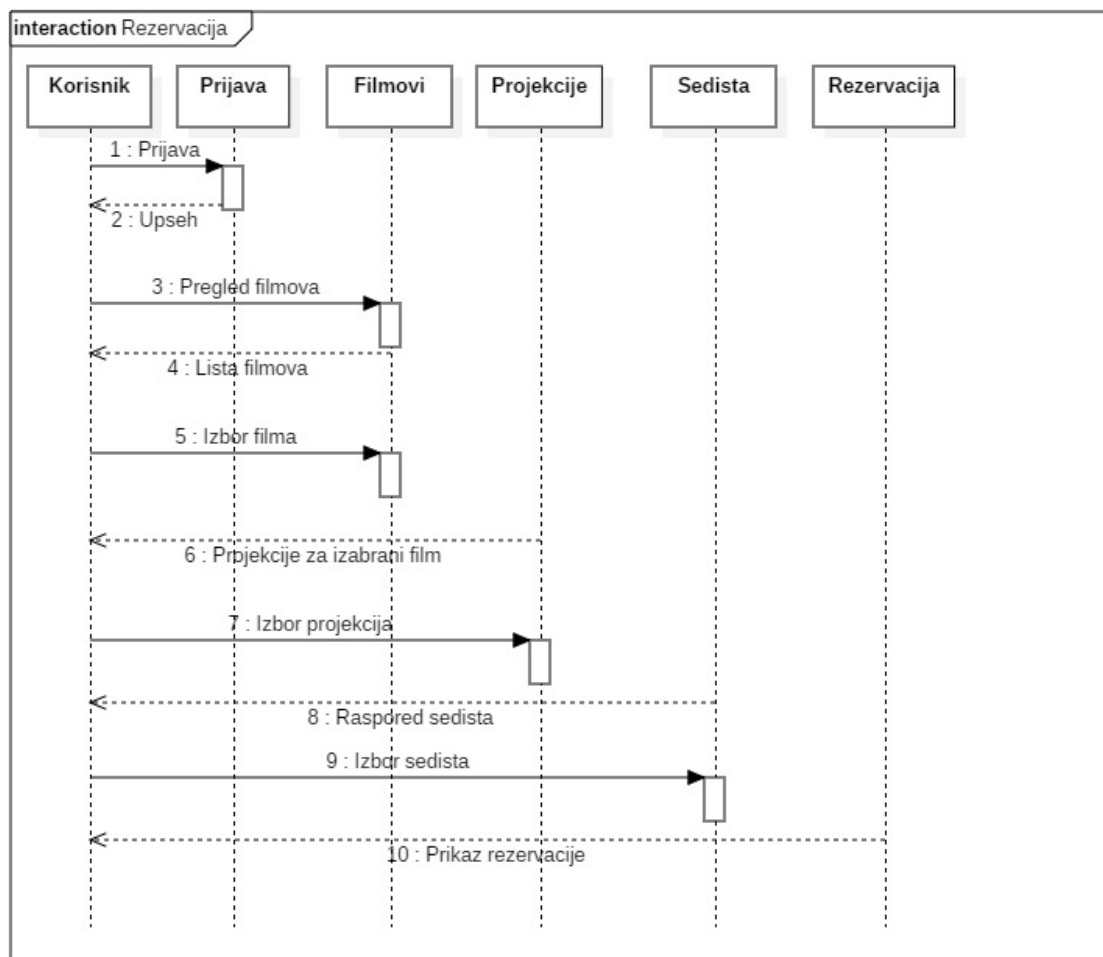 interaction Rezervacija
Korisnik Prijava Filmovi Projekcije Sedista Rezervacija
1 : Prijava
2 : Upseh
3 : Pregled filmova
4 : Lista filmova
5 : Izbor filma
6 : Projekcije za izabrani film
7 : Izbor projekcija
8 : Raspored sedista
9 : Izbor sedista
10 : Prikaz rezervacije